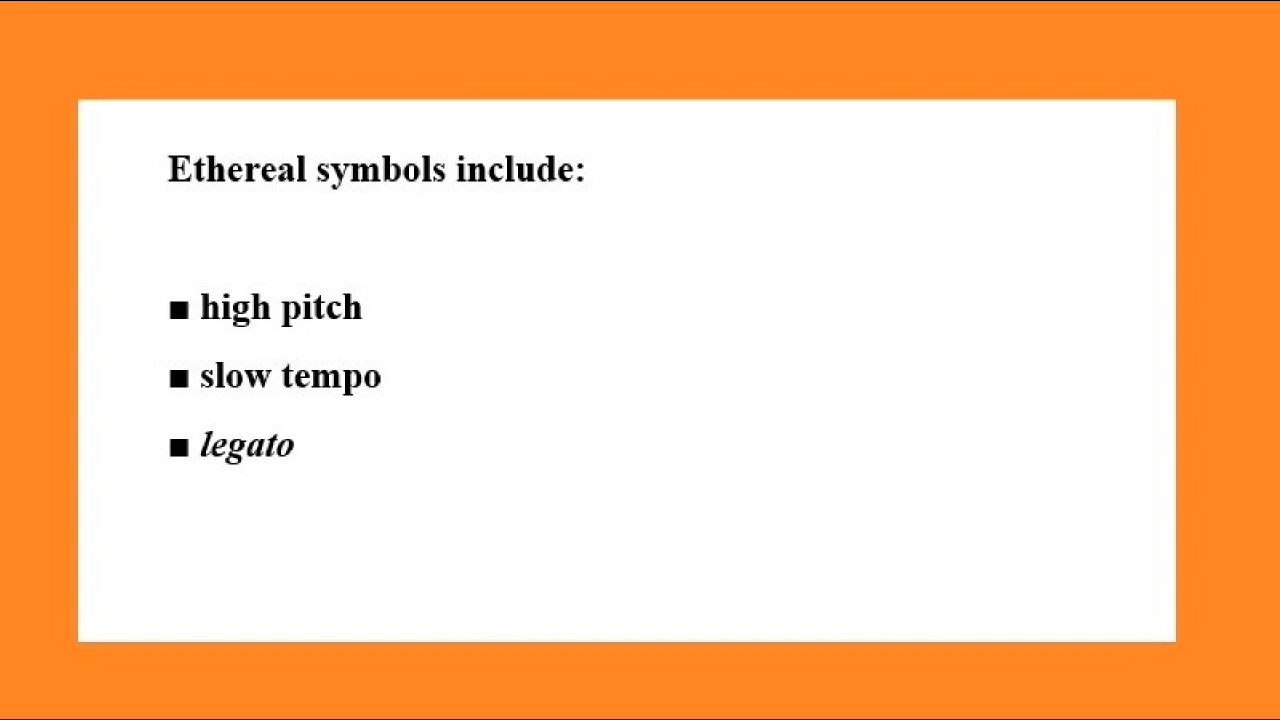 Ethereal symbols include:
■ high pitch
■ slow tempo
■ legato